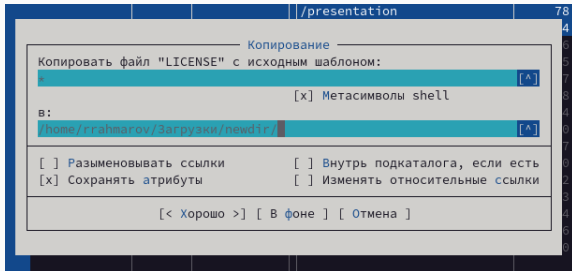 /presentation 78
Копирование
Копировать файл "LICENSE" с исходным шаблоном:
* [^]
[x] Метасимволы shell
в:
/home/rrahmarov/Загрузки/newdir/ [^]
[ ] Разыменовывать ссылки [ ] Внутрь подкаталога, если есть
[x] Сохранять атрибуты [ ] Изменять относительные ссылки
[< Хорошо >] [ В фоне ] [ Отмена ]